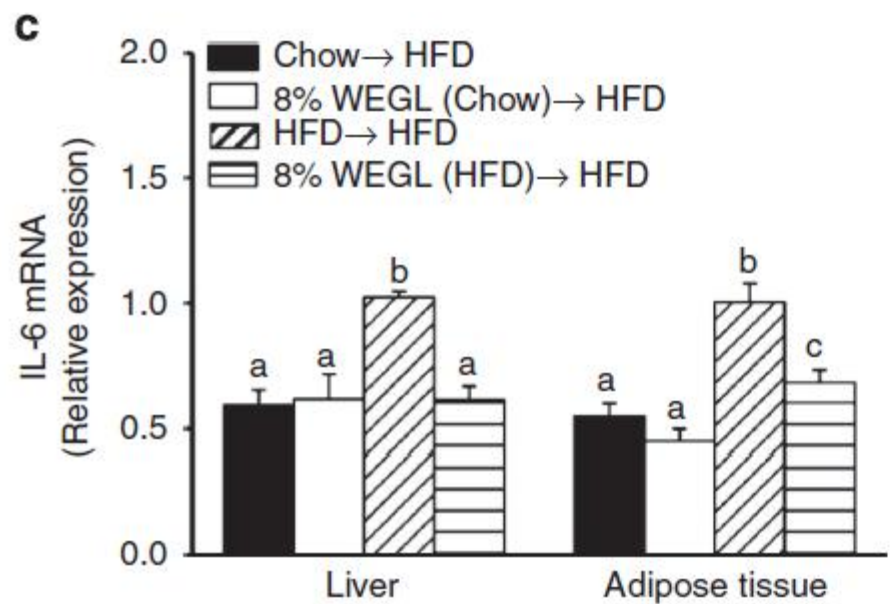 c
2.0
1.5
1.0
0.5
0.0
IL-6 mRNA
(Relative expression)
Chow→ HFD
8% WEGL (Chow)→ HFD
HFD→ HFD
8% WEGL (HFD)→ HFD
a
a
b
a
a
a
b
c
Liver
Adipose tissue